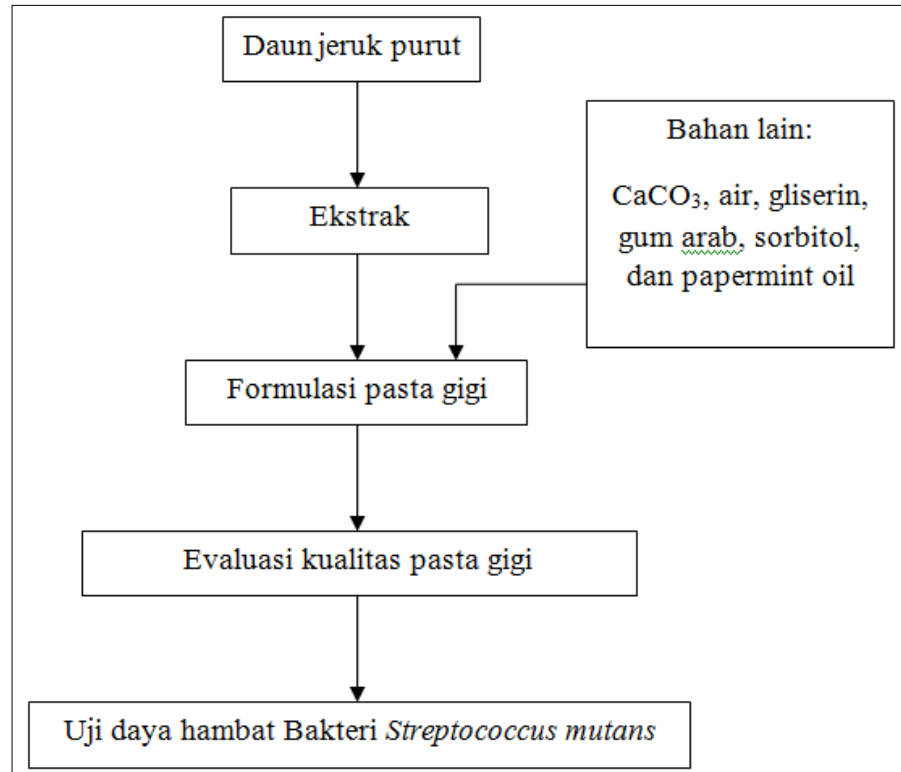 Daun jeruk purut
Bahan lain:
CaCO₃, air, gliserin,
gum arab, sorbitol,
dan papermint oil
Ekstrak
Formulasi pasta gigi
Evaluasi kualitas pasta gigi
Uji daya hambat Bakteri Streptococcus mutans